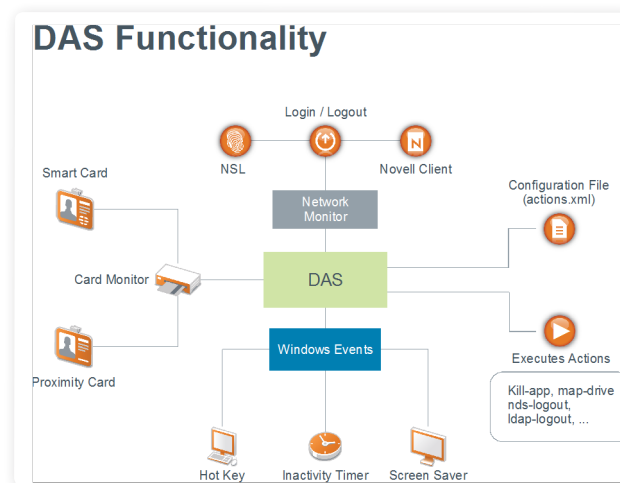 DAS Functionality
Login / Logout
NSL
Novell Client
Smart Card
Network
Monitor
Configuration File
(actions.xml)
Card Monitor
DAS
Windows Events
Executes Actions
Proximity Card
Kill-app, map-drive
nds-logout,
ldap-logout, ...
Hot Key
Inactivity Timer
Screen Saver